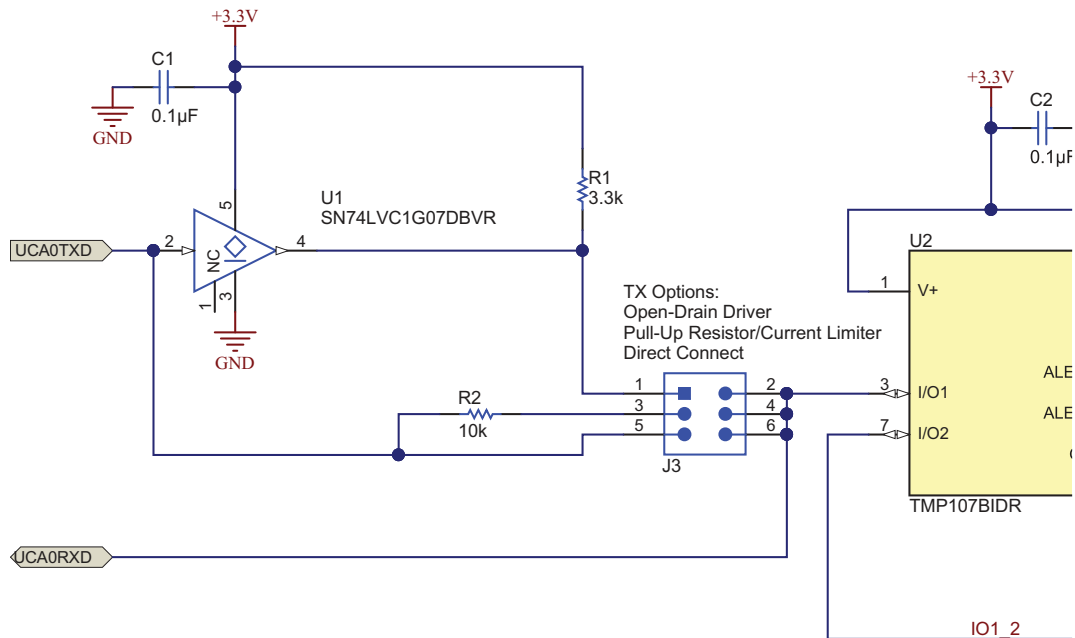 +3.3V
C1
0.1µF
GND
+3.3V
C2
0.1µF
R1
3.3k
U1
SN74LVC1G07DBVR
5
2
4
NC
1
3
GND
UCA0TXD
U2
1
V+
TX Options:
Open-Drain Driver
Pull-Up Resistor/Current Limiter
Direct Connect
ALE
1
2
3
I/O1
R2
10k
3
4
ALE
5
6
7
I/O2
J3
TMP107BIDR
UCA0RXD
IO1_2